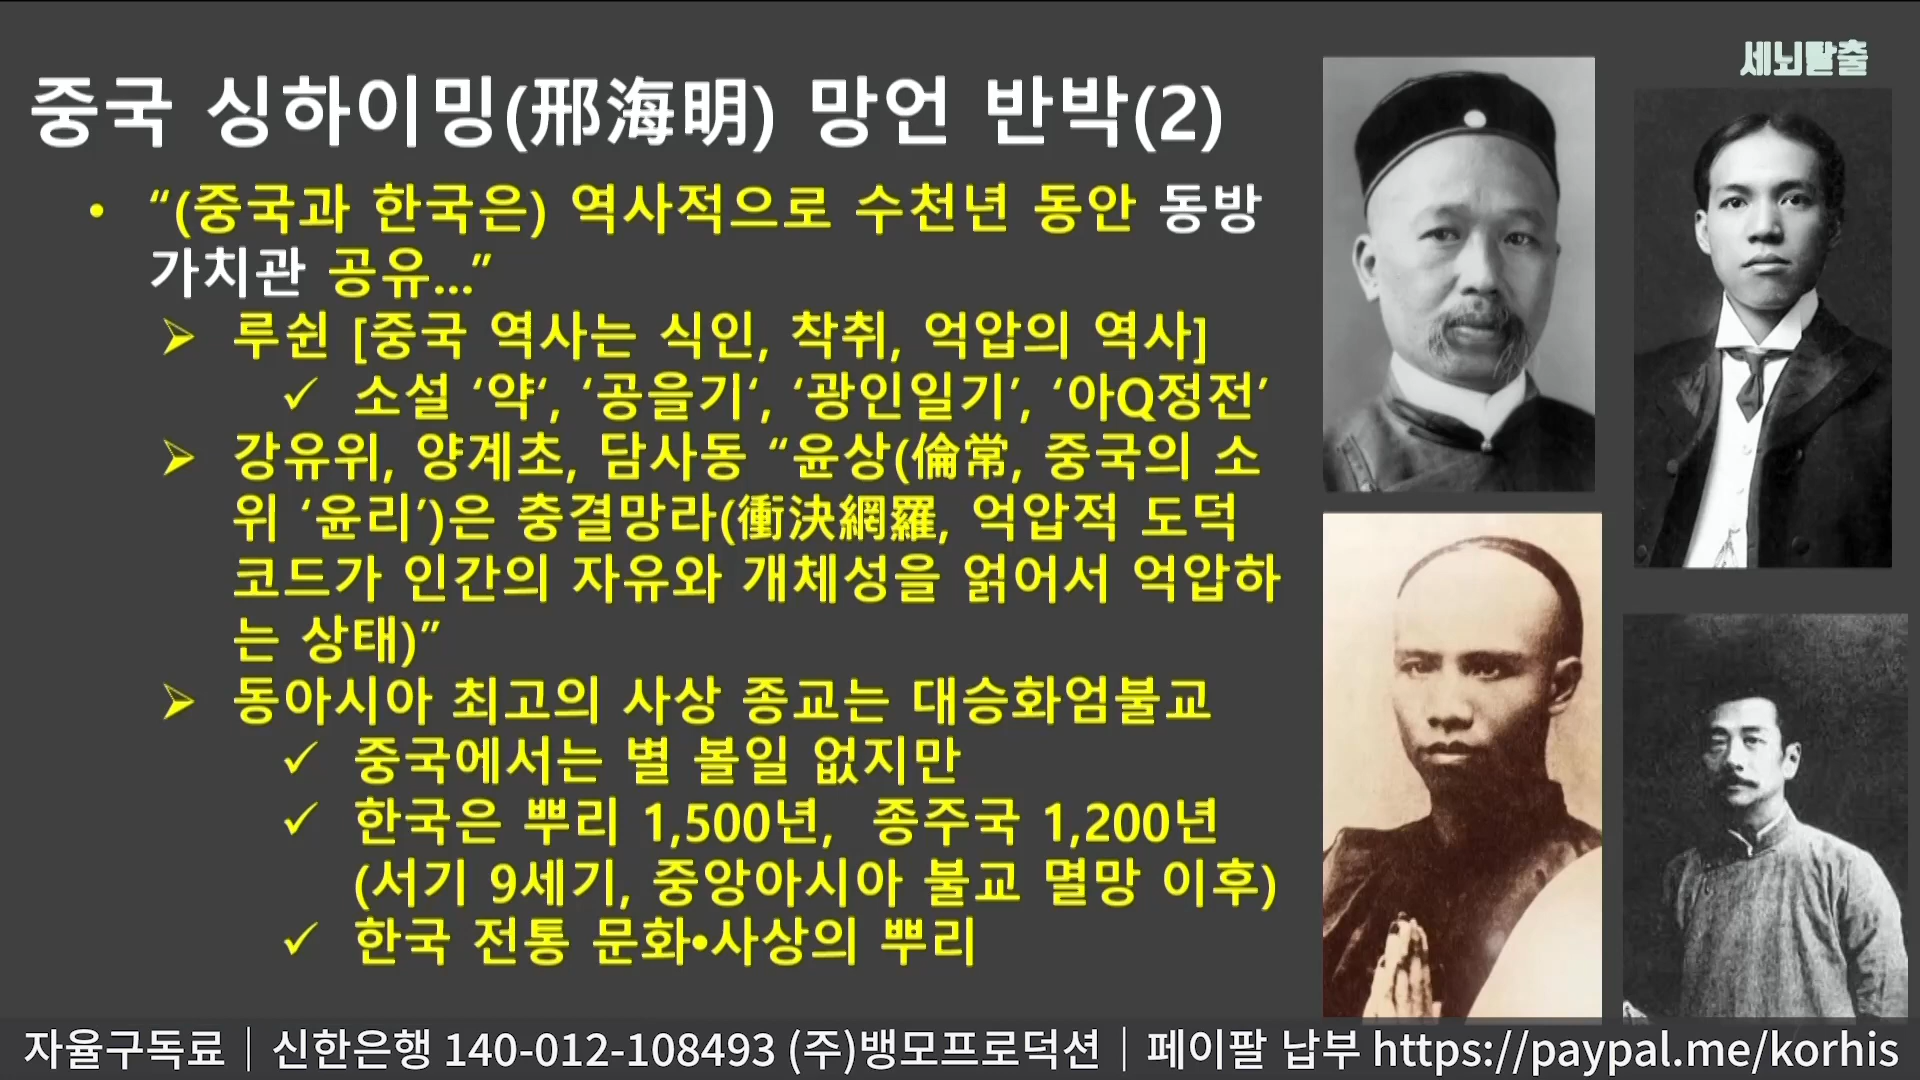 세뇌탈출
중국 싱하이밍(邢海明) 망언 반박(2)
• “(중국과 한국은) 역사적으로 수천년 동안 동방
가치관 공유...”
➢ 루쉰 [중국 역사는 식인, 착취, 억압의 역사]
✓ 소설 ‘약‘, ‘공을기‘, ‘광인일기’, ‘아Q정전’
➢ 강유위, 양계초, 담사동 “윤상(倫常, 중국의 소
위 ‘윤리’)은 충결망라(衝決網羅, 억압적 도덕
코드가 인간의 자유와 개체성을 얽어서 억압하
는 상태)”
➢ 동아시아 최고의 사상 종교는 대승화엄불교
✓ 중국에서는 별 볼일 없지만
✓ 한국은 뿌리 1,500년, 종주국 1,200년
(서기 9세기, 중앙아시아 불교 멸망 이후)
✓ 한국 전통 문화•사상의 뿌리
자율구독료｜신한은행 140-012-108493 (주)뱅모프로덕션｜페이팔 납부 https://paypal.me/korhis